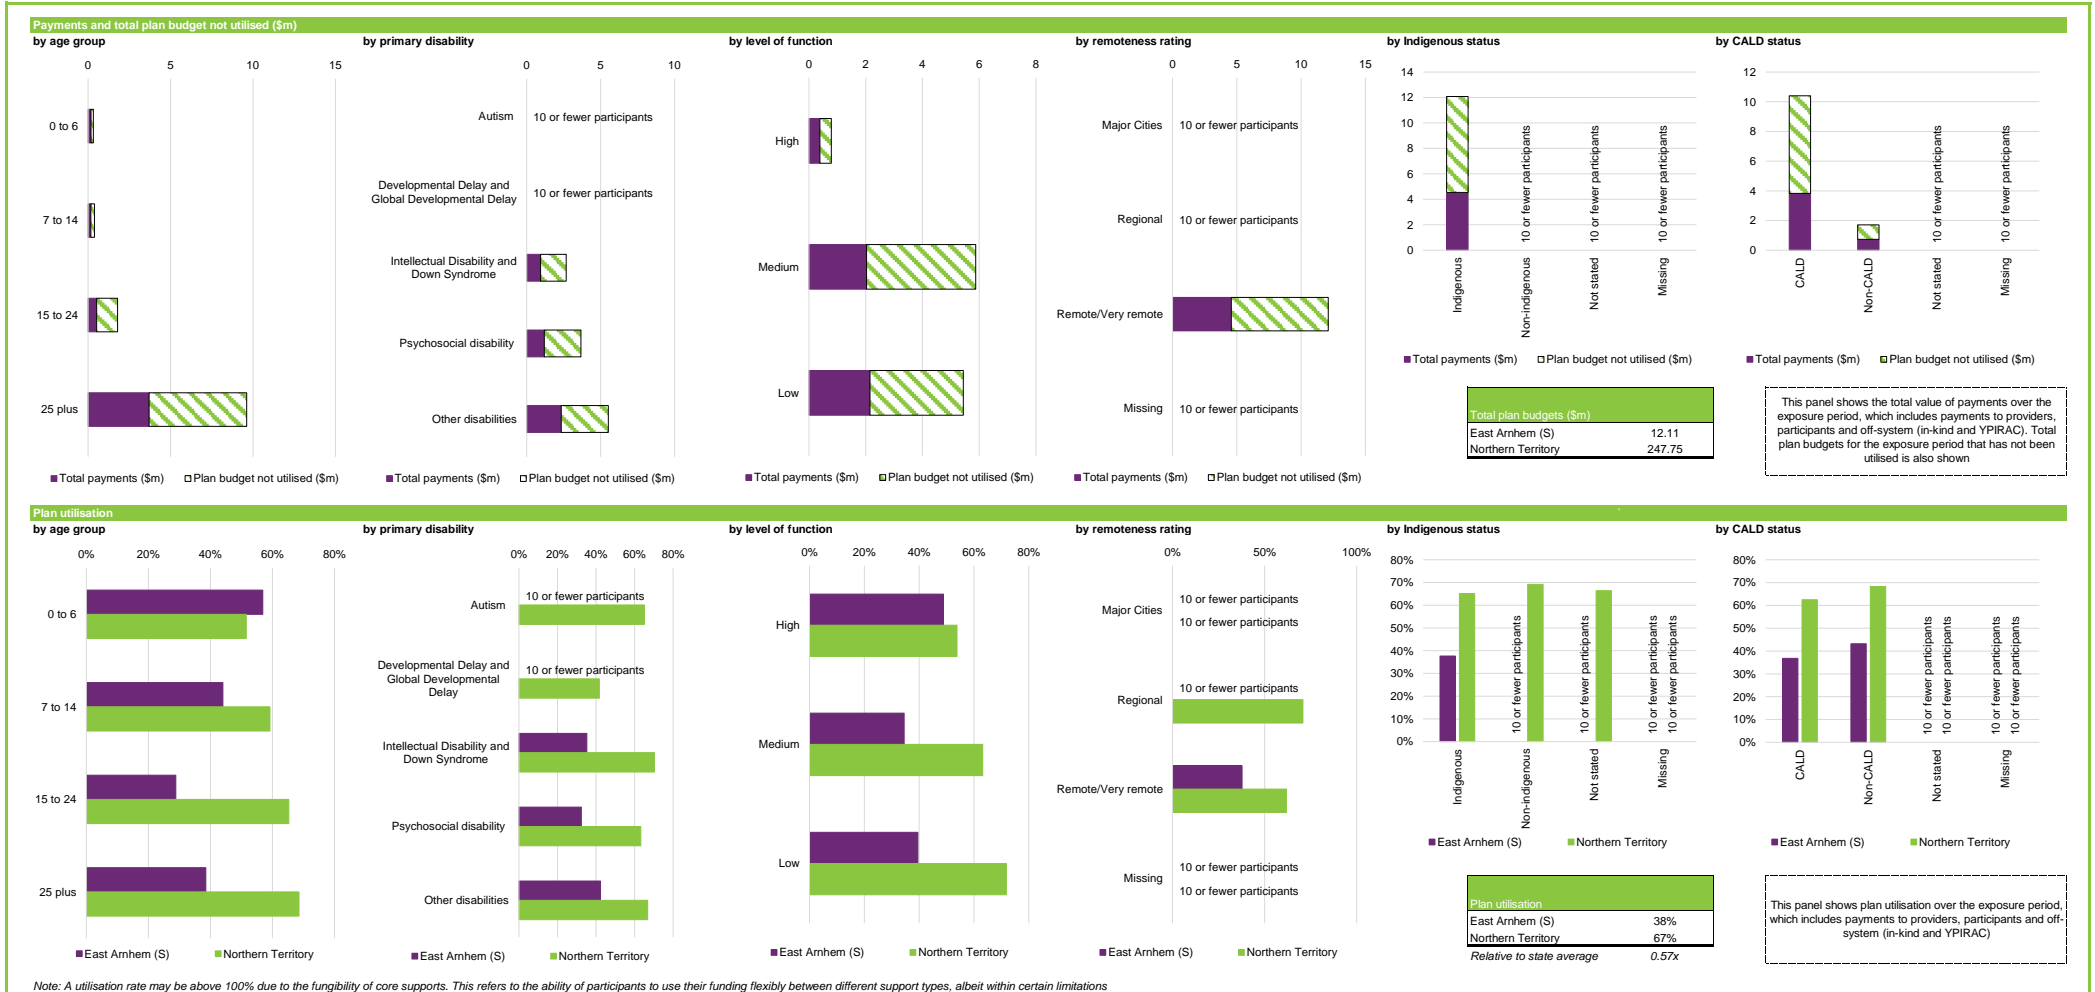 Payments and total plan budget not utilised ($m)
by age group
0 5 10 15
0 to 6
7 to 14
15 to 24
25 plus
Total payments ($m) Plan budget not utilised ($m)
by primary disability
0 5 10
Autism 10 or fewer participants
Developmental Delay and
Global Developmental Delay
10 or fewer participants
Intellectual Disability and
Down Syndrome
Psychosocial disability
Other disabilities
Total payments ($m) Plan budget not utilised ($m)
by level of function
0 2 4 6 8
High
Medium
Low
Total payments ($m) Plan budget not utilised ($m)
by remoteness rating
0 5 10 15
Major Cities 10 or fewer participants
Regional 10 or fewer participants
Remote/Very remote
Missing 10 or fewer participants
Total payments ($m) Plan budget not utilised ($m)
by Indigenous status
14
12
10
8
6
4
2
0
10 or fewer participants
10 or fewer participants
10 or fewer participants
Indigenous
Non-indigenous
Not stated
Missing
Total payments ($m) Plan budget not utilised ($m)
Total plan budgets ($m)
East Arnhem (S) 12.11
Northern Territory 247.75
by CALD status
12
10
8
6
4
2
0
10 or fewer participants
10 or fewer participants
CALD
Non-CALD
Not stated
Missing
Total payments ($m) Plan budget not utilised ($m)
This panel shows the total value of payments over the
exposure period, which includes payments to providers,
participants and off-system (in-kind and YPIRAC). Total
plan budgets for the exposure period that has not been
utilised is also shown
Plan utilisation
by age group
0% 20% 40% 60% 80%
0 to 6
7 to 14
15 to 24
25 plus
East Arnhem (S) Northern Territory
by primary disability
0% 20% 40% 60% 80%
Autism
10 or fewer participants
Developmental Delay and
Global Developmental
Delay
10 or fewer participants
Intellectual Disability and
Down Syndrome
Psychosocial disability
Other disabilities
East Arnhem (S) Northern Territory
by level of function
0% 20% 40% 60% 80%
High
Medium
Low
East Arnhem (S) Northern Territory
by remoteness rating
0% 50% 100%
Major Cities
10 or fewer participants
10 or fewer participants
Regional
10 or fewer participants
Remote/Very remote
Missing
10 or fewer participants
10 or fewer participants
East Arnhem (S) Northern Territory
by Indigenous status
80%
70%
60%
50%
40%
30%
20%
10%
0%
10 or fewer participants
10 or fewer participants
10 or fewer participants
10 or fewer participants
Indigenous
Non-indigenous
Not stated
Missing
East Arnhem (S) Northern Territory
Plan utilisation
East Arnhem (S) 38%
Northern Territory 67%
Relative to state average 0.57x
by CALD status
80%
70%
60%
50%
40%
30%
20%
10%
0%
10 or fewer participants
10 or fewer participants
10 or fewer participants
10 or fewer participants
CALD
Non-CALD
Not stated
Missing
East Arnhem (S) Northern Territory
This panel shows plan utilisation over the exposure period,
which includes payments to providers, participants and off-
system (in-kind and YPIRAC)
Note: A utilisation rate may be above 100% due to the fungibility of core supports. This refers to the ability of participants to use their funding flexibly between different support types, albeit within certain limitations